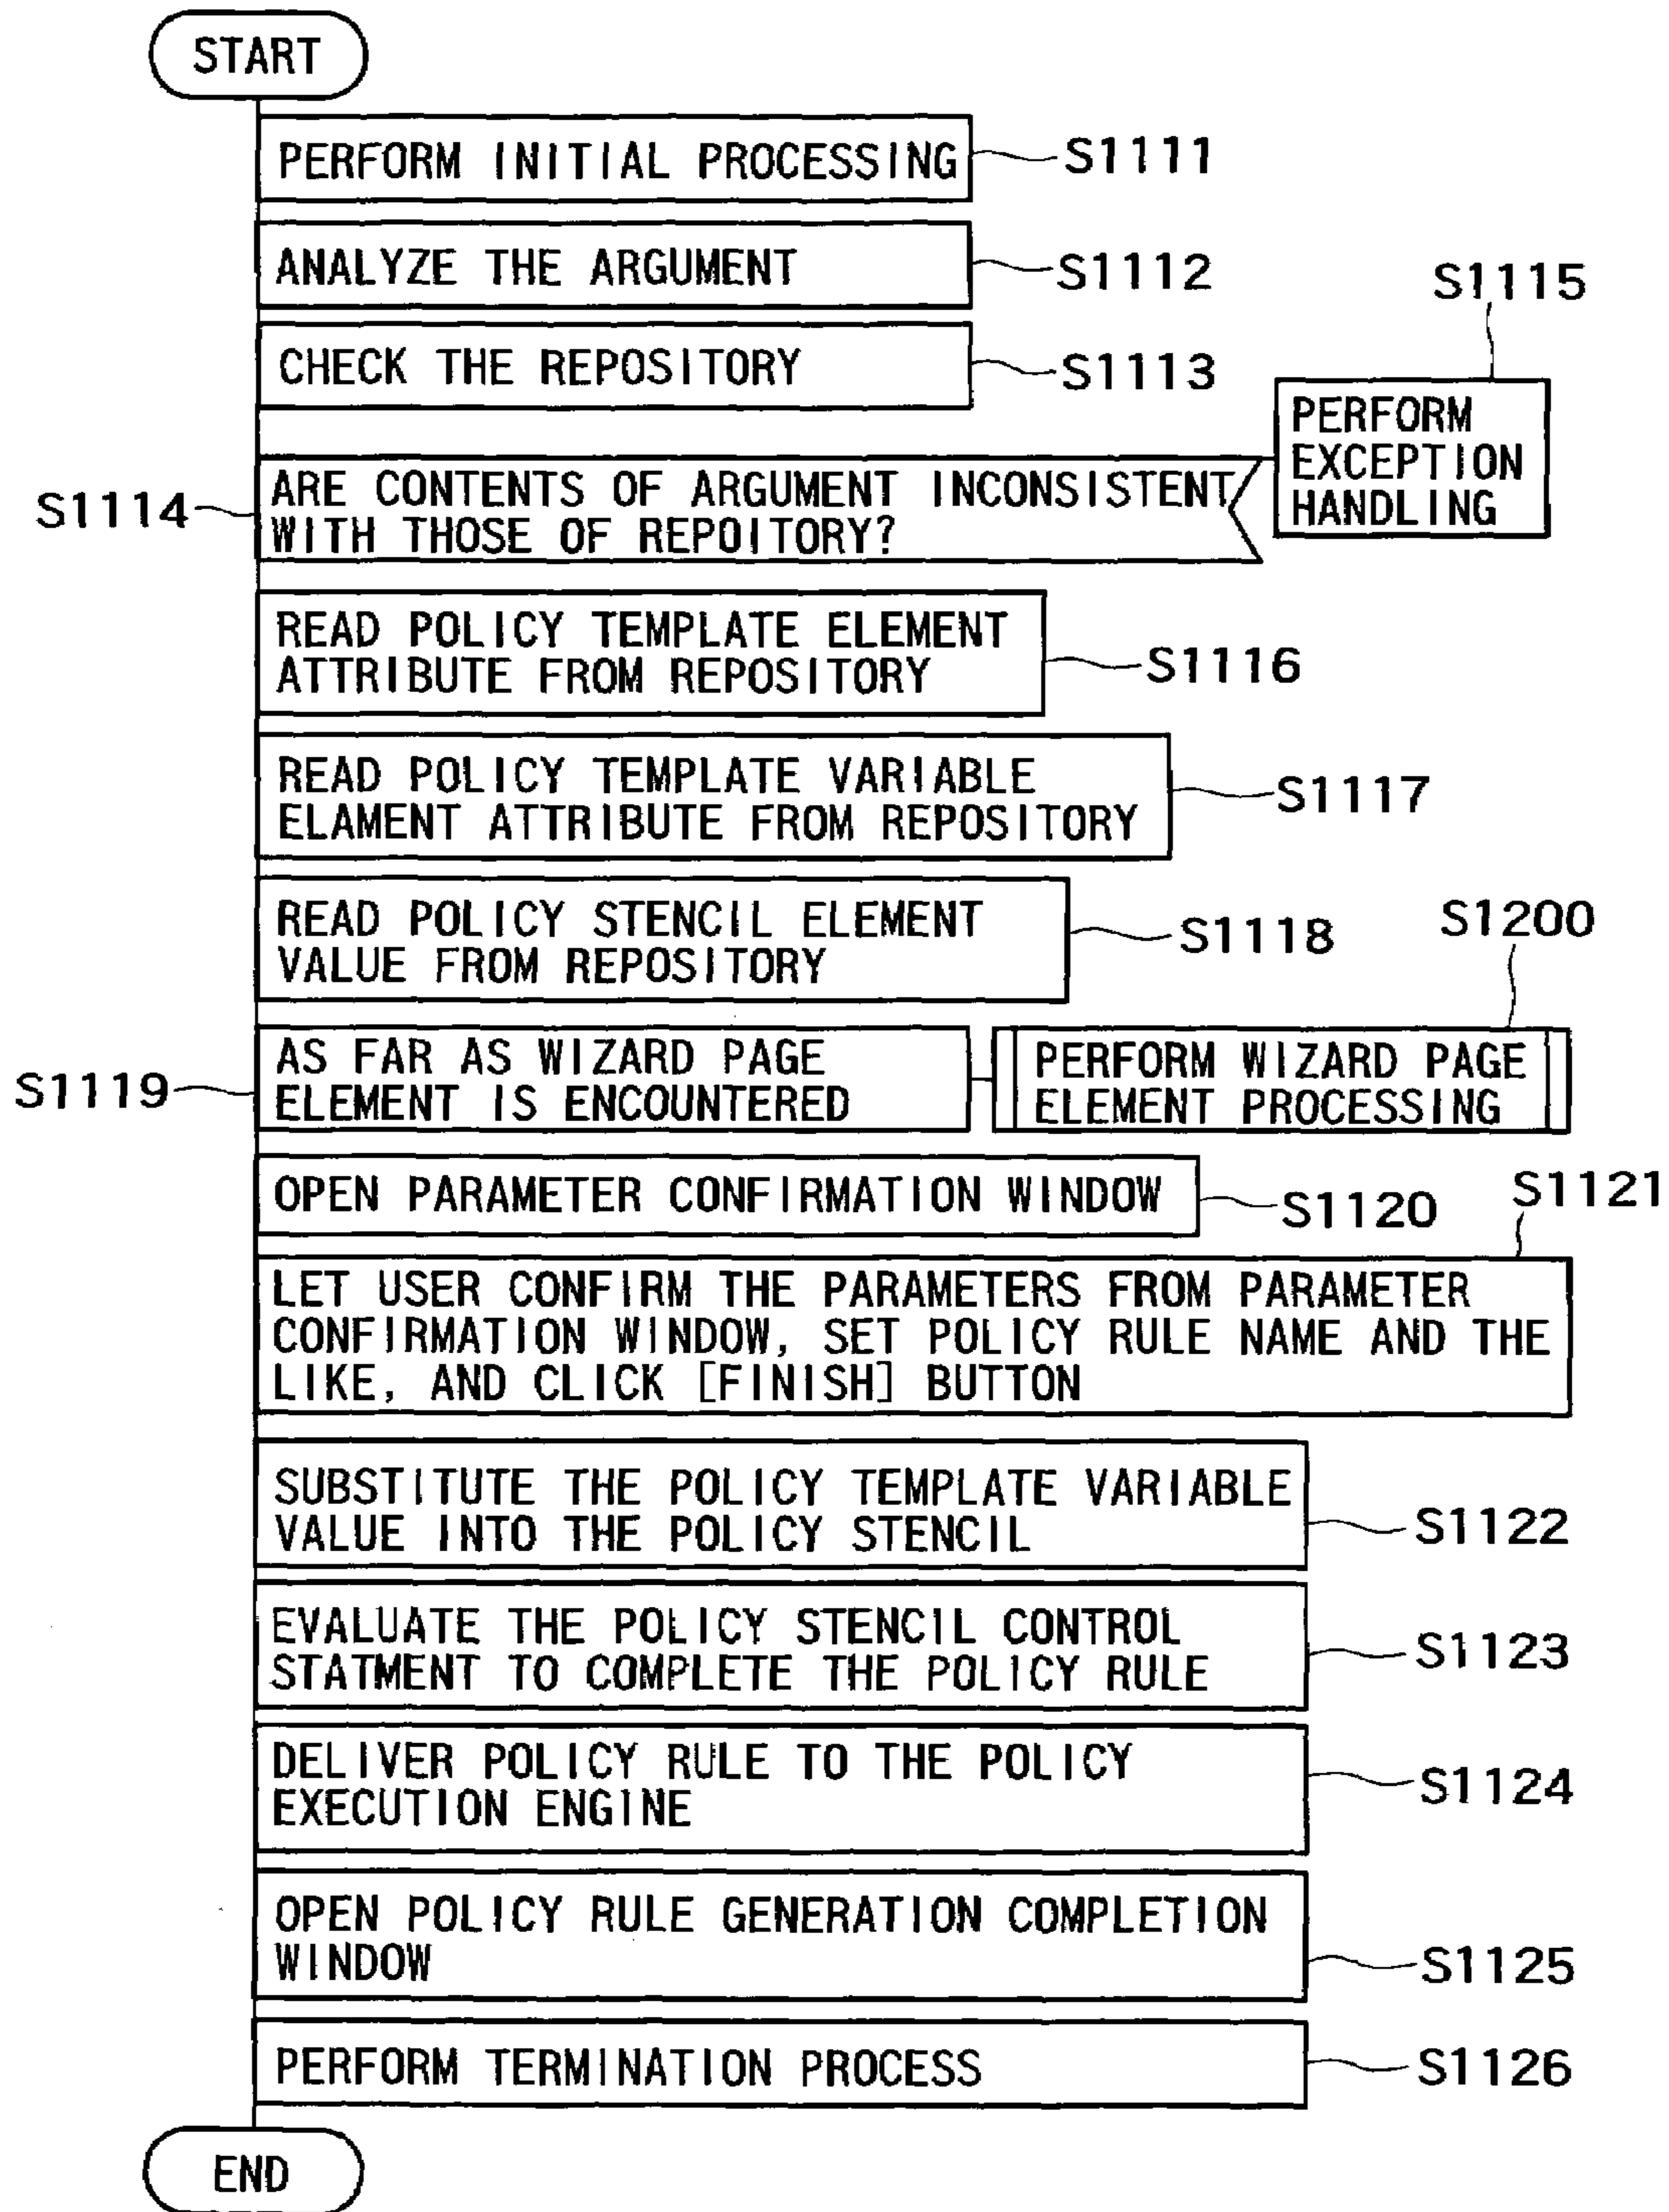 START
PERFORM INITIAL PROCESSING
S1111
ANALYZE THE ARGUMENT
S1112
CHECK THE REPOSITORY
S1113
S1115
PERFORM
EXCEPTION
HANDLING
S1114
ARE CONTENTS OF ARGUMENT INCONSISTENT
WITH THOSE OF REPOITORY?
READ POLICY TEMPLATE ELEMENT
ATTRIBUTE FROM REPOSITORY
S1116
READ POLICY TEMPLATE VARIABLE
ELAMENT ATTRIBUTE FROM REPOSITORY
S1117
READ POLICY STENCIL ELEMENT
VALUE FROM REPOSITORY
S1118
S1119
AS FAR AS WIZARD PAGE
ELEMENT IS ENCOUNTERED
S1200
PERFORM WIZARD PAGE
ELEMENT PROCESSING
OPEN PARAMETER CONFIRMATION WINDOW
S1120
S1121
LET USER CONFIRM THE PARAMETERS FROM PARAMETER
CONFIRMATION WINDOW, SET POLICY RULE NAME AND THE
LIKE, AND CLICK [FINISH] BUTTON
SUBSTITUTE THE POLICY TEMPLATE VARIABLE
VALUE INTO THE POLICY STENCIL
S1122
EVALUATE THE POLICY STENCIL CONTROL
STATMENT TO COMPLETE THE POLICY RULE
S1123
DELIVER POLICY RULE TO THE POLICY
EXECUTION ENGINE
S1124
OPEN POLICY RULE GENERATION COMPLETION
WINDOW
S1125
PERFORM TERMINATION PROCESS
S1126
END